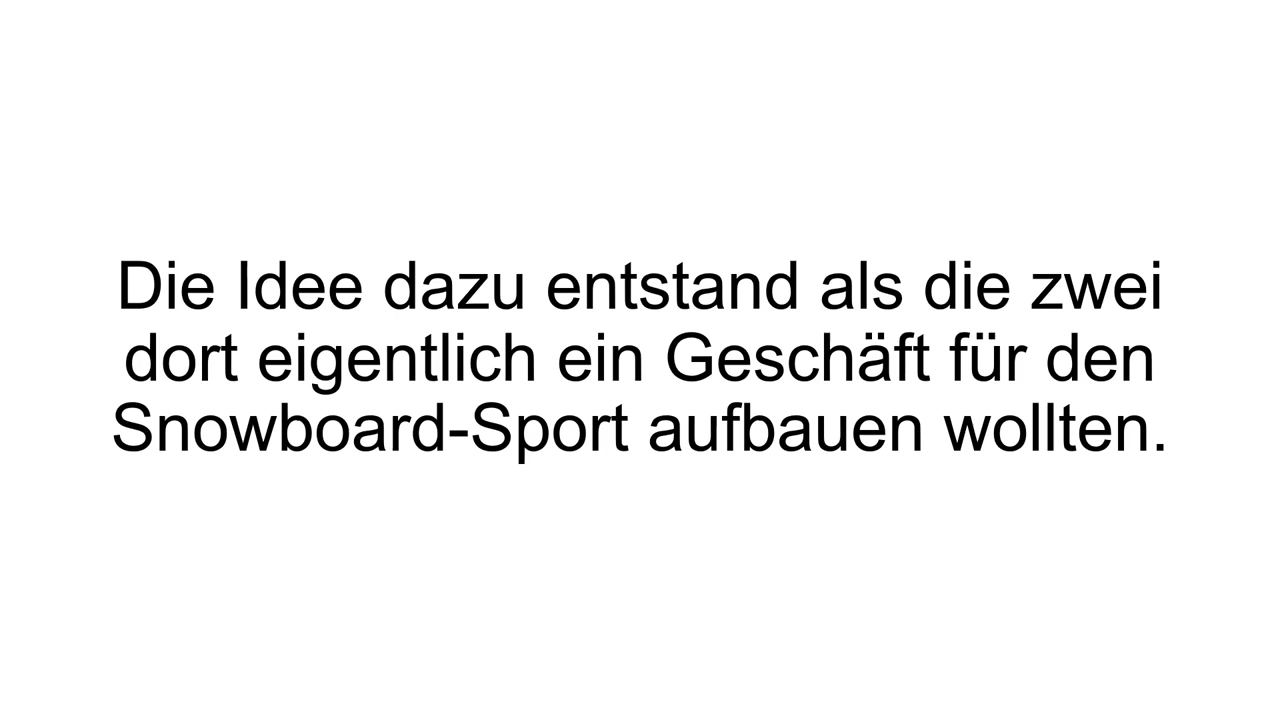 Die Idee dazu entstand als die zwei
dort eigentlich ein Geschäft für den
Snowboard-Sport aufbauen wollten.